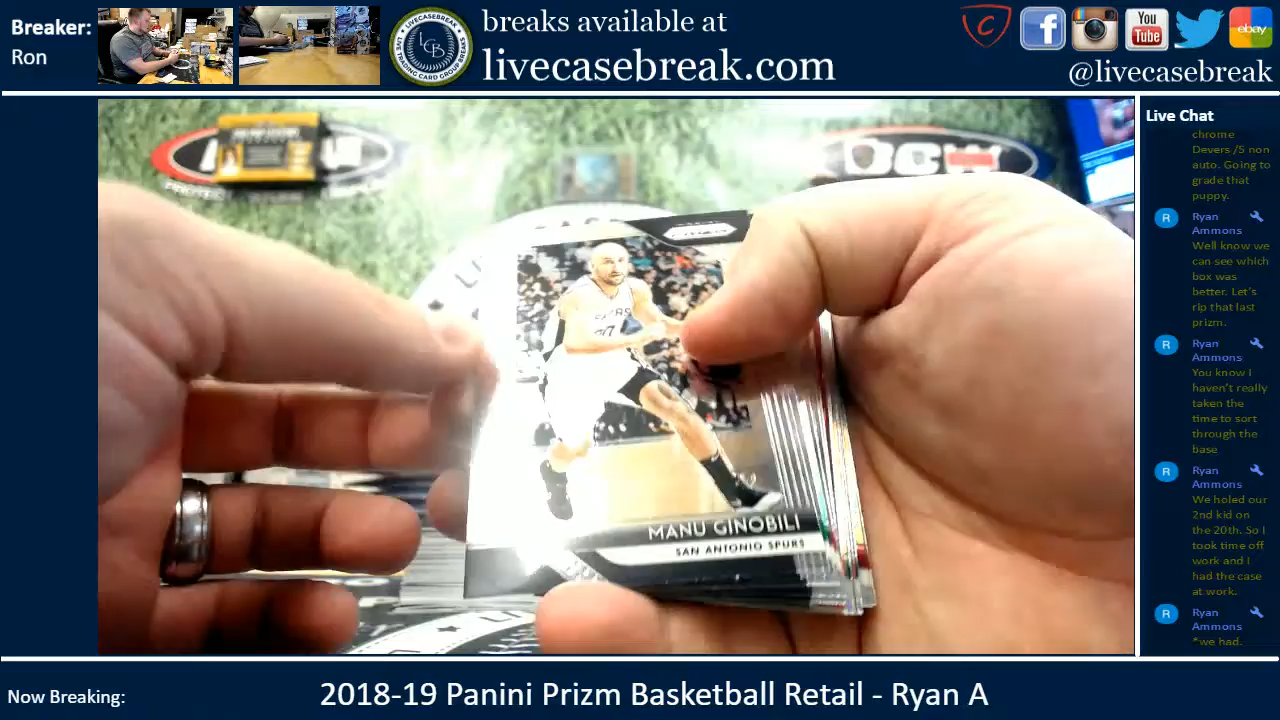 Breaker:
Ron
LCB
breaks available at
livecasebreak.com
You
Tube
ebay
@livecasebreak
Live Chat
chrome
Devers /5 non
auto. Going to
grade that
puppy.
R
Ryan
Ammons
Well know we
can see which
box was
better. Let's
rip that last
prizm.
R
Ryan
Ammons
You know I
haven't really
taken the
time to sort
through the
base
R
Ryan
Ammons
We holed our
2nd kid on
the 20th. So I
took time off
work and I
had the case
at work.
R
Ryan
Ammons
*we had.
MANU GINOBILI
SAN ANTONIO SPURS
Now Breaking:
2018-19 Panini Prizm Basketball Retail - Ryan A